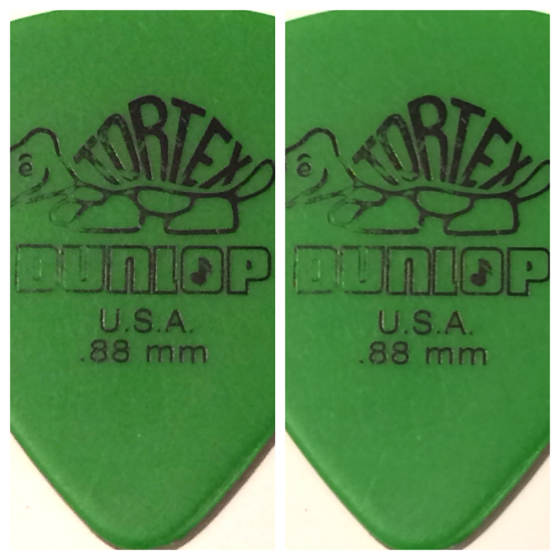 TORTEX
DUNLOP
U.S.A.
.88 mm
TORTEX
DUNLOP
U.S.A.
.88 mm